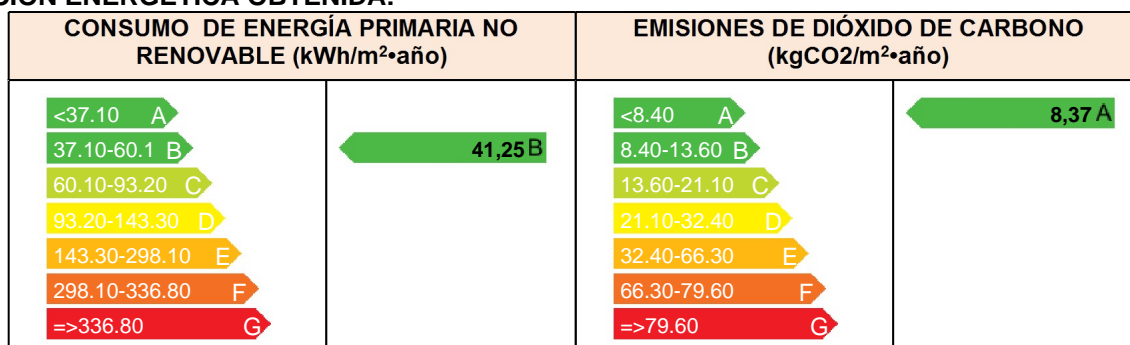 SIÓN ENERGÉTICA OBTENIDA:
CONSUMO DE ENERGÍA PRIMARIA NO
RENOVABLE (kWh/m²•año)
EMISIONES DE DIÓXIDO DE CARBONO
(kgCO2/m²•año)
<37.10 A
37.10-60.1 B
60.10-93.20 C
93.20-143.30 D
143.30-298.10 E
298.10-336.80 F
=>336.80 G
41,25 B
<8.40 A
8.40-13.60 B
13.60-21.10 C
21.10-32.40 D
32.40-66.30 E
66.30-79.60 F
=>79.60 G
8,37 A